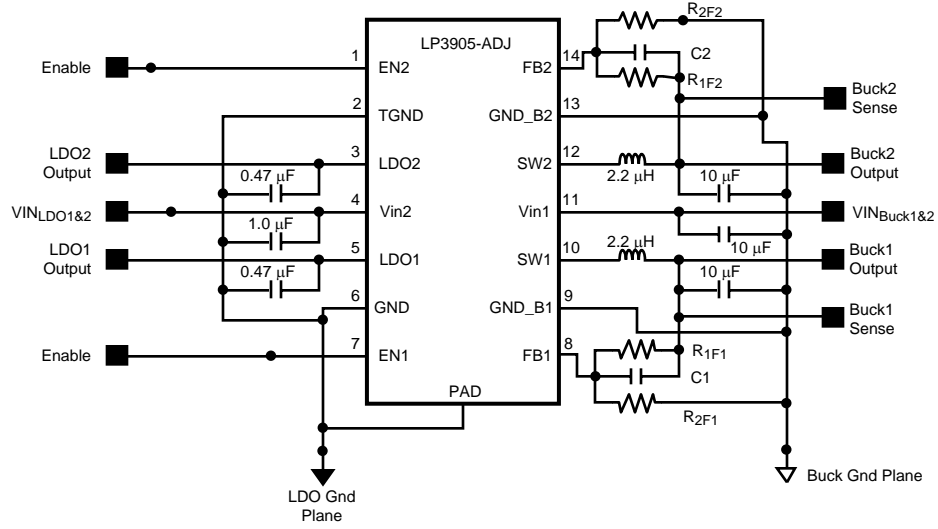 LP3905-ADJ
Enable
1
EN2
2
TGND
LDO2
Output
3
LDO2
0.47 μF
VINLDO1&2
4
Vin2
1.0 μF
LDO1
Output
5
LDO1
0.47 μF
6
GND
Enable
7
EN1
PAD
LDO Gnd
Plane
R2F2
C2
R1F2
14
FB2
Buck2
Sense
13
GND_B2
12
SW2
2.2 μH
Buck2
Output
10 μF
11
Vin1
VINBuck1&2
10 μF
10
SW1
2.2 μH
Buck1
Output
10 μF
9
GND_B1
Buck1
Sense
8
FB1
R1F1
C1
R2F1
Buck Gnd Plane